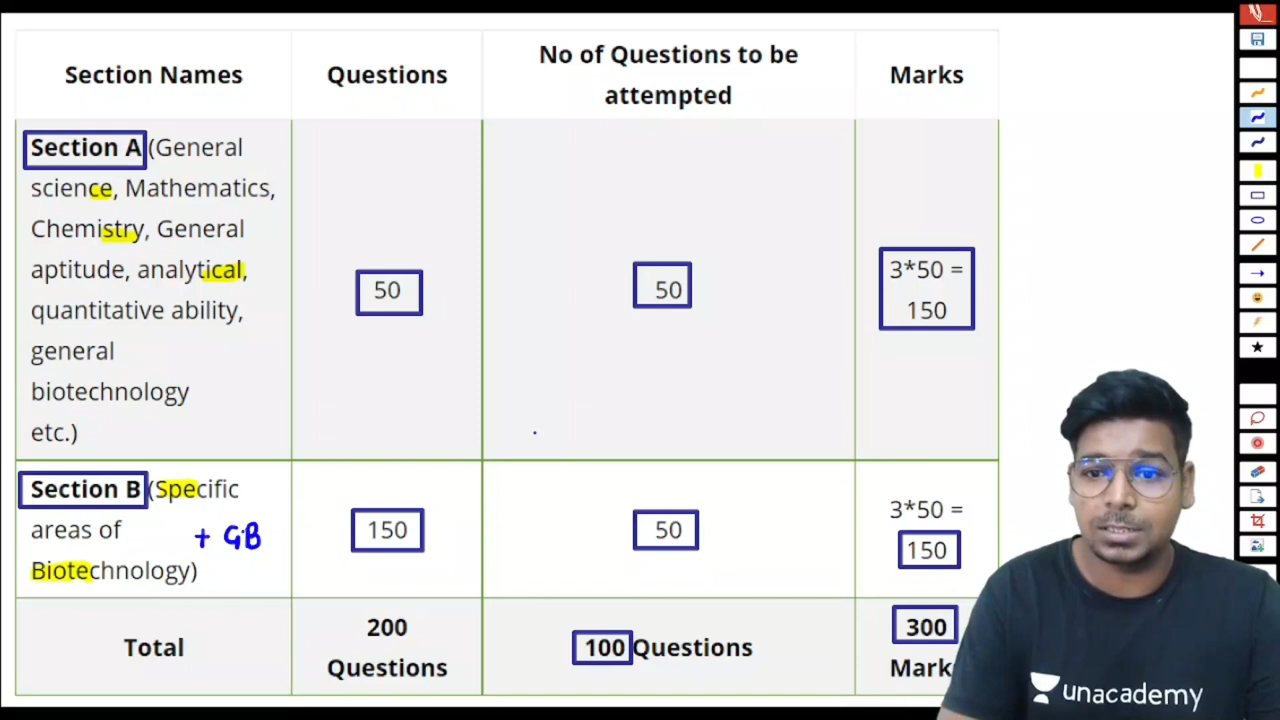 Section Names
Questions
No of Questions to be
attempted
Marks
Section A (General
science, Mathematics,
Chemistry, General
aptitude, analytical,
quantitative ability,
general
biotechnology
etc.)
50
50
3*50 =
150
Section B (Specific
areas of
+ GB
Biotechnology)
150
50
3*50 =
150
Total
200
Questions
100 Questions
300
Mark
unacademy